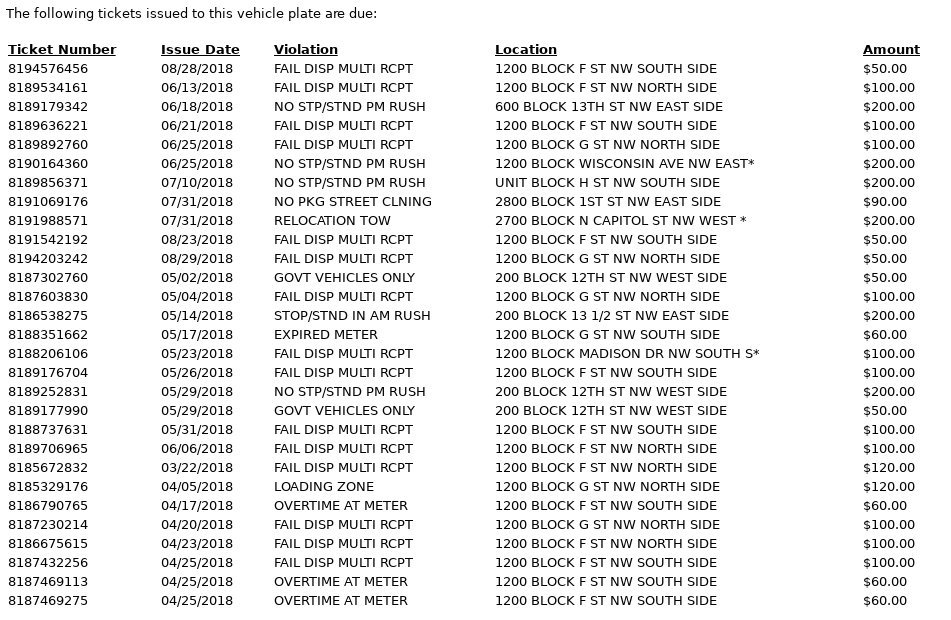 The following tickets issued to this vehicle plate are due:
Ticket Number Issue Date Violation Location Amount
8194576456 08/28/2018 FAIL DISP MULTI RCPT 1200 BLOCK F ST NW SOUTH SIDE $50.00
8189534161 06/13/2018 FAIL DISP MULTI RCPT 1200 BLOCK F ST NW NORTH SIDE $100.00
8189179342 06/18/2018 NO STP/STND PM RUSH 600 BLOCK 13TH ST NW EAST SIDE $200.00
8189636221 06/21/2018 FAIL DISP MULTI RCPT 1200 BLOCK F ST NW SOUTH SIDE $100.00
8189892760 06/25/2018 FAIL DISP MULTI RCPT 1200 BLOCK G ST NW NORTH SIDE $100.00
8190164360 06/25/2018 NO STP/STND PM RUSH 1200 BLOCK WISCONSIN AVE NW EAST* $200.00
8189856371 07/10/2018 NO STP/STND PM RUSH UNIT BLOCK H ST NW SOUTH SIDE $200.00
8191069176 07/31/2018 NO PKG STREET CLNING 2800 BLOCK 1ST ST NW EAST SIDE $90.00
8191988571 07/31/2018 RELOCATION TOW 2700 BLOCK N CAPITOL ST NW WEST * $200.00
8191542192 08/23/2018 FAIL DISP MULTI RCPT 1200 BLOCK F ST NW SOUTH SIDE $50.00
8194203242 08/29/2018 FAIL DISP MULTI RCPT 1200 BLOCK G ST NW NORTH SIDE $50.00
8187302760 05/02/2018 GOVT VEHICLES ONLY 200 BLOCK 12TH ST NW WEST SIDE $50.00
8187603830 05/04/2018 FAIL DISP MULTI RCPT 1200 BLOCK G ST NW NORTH SIDE $100.00
8186538275 05/14/2018 STOP/STND IN AM RUSH 200 BLOCK 13 1/2 ST NW EAST SIDE $200.00
8188351662 05/17/2018 EXPIRED METER 1200 BLOCK G ST NW SOUTH SIDE $60.00
8188206106 05/23/2018 FAIL DISP MULTI RCPT 1200 BLOCK MADISON DR NW SOUTH S* $100.00
8189176704 05/26/2018 FAIL DISP MULTI RCPT 1200 BLOCK F ST NW SOUTH SIDE $100.00
8189252831 05/29/2018 NO STP/STND PM RUSH 200 BLOCK 12TH ST NW WEST SIDE $200.00
8189177990 05/29/2018 GOVT VEHICLES ONLY 200 BLOCK 12TH ST NW WEST SIDE $50.00
8188737631 05/31/2018 FAIL DISP MULTI RCPT 1200 BLOCK F ST NW SOUTH SIDE $100.00
8189706965 06/06/2018 FAIL DISP MULTI RCPT 1200 BLOCK F ST NW NORTH SIDE $100.00
8185672832 03/22/2018 FAIL DISP MULTI RCPT 1200 BLOCK F ST NW NORTH SIDE $120.00
8185329176 04/05/2018 LOADING ZONE 1200 BLOCK G ST NW NORTH SIDE $120.00
8186790765 04/17/2018 OVERTIME AT METER 1200 BLOCK F ST NW SOUTH SIDE $60.00
8187230214 04/20/2018 FAIL DISP MULTI RCPT 1200 BLOCK G ST NW NORTH SIDE $100.00
8186675615 04/23/2018 FAIL DISP MULTI RCPT 1200 BLOCK F ST NW NORTH SIDE $100.00
8187432256 04/25/2018 FAIL DISP MULTI RCPT 1200 BLOCK F ST NW SOUTH SIDE $100.00
8187469113 04/25/2018 OVERTIME AT METER 1200 BLOCK F ST NW SOUTH SIDE $60.00
8187469275 04/25/2018 OVERTIME AT METER 1200 BLOCK F ST NW SOUTH SIDE $60.00